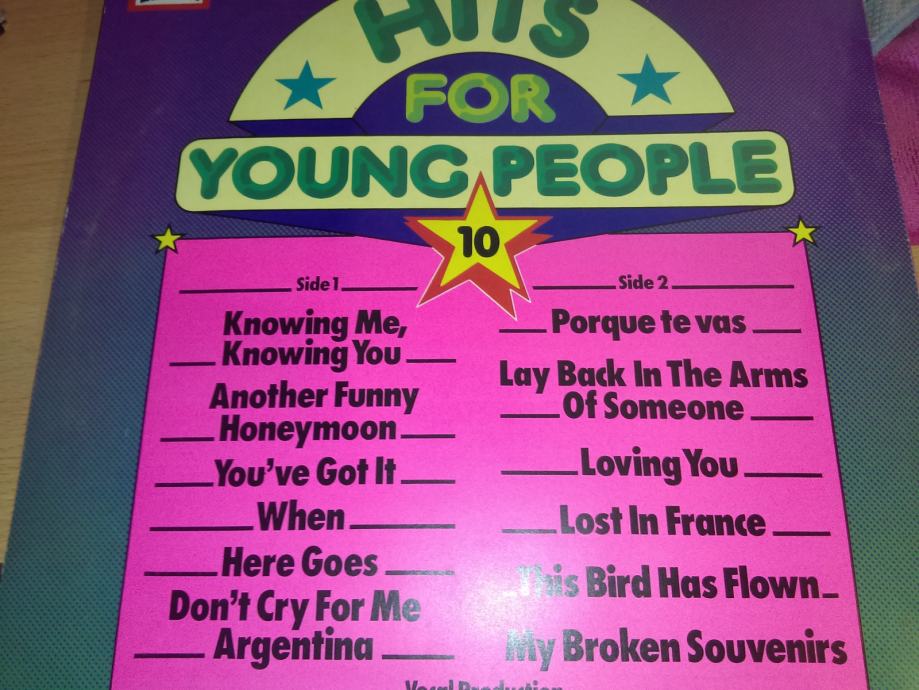 HITS
FOR
YOUNG PEOPLE
10
Side 1
Knowing Me,
Knowing You
Another Funny
Honeymoon
You've Got It
When
Here Goes
Don't Cry For Me
Argentina
Side 2
Porque te vas
Lay Back In The Arms
Of Someone
Loving You
Lost In France
This Bird Has Flown
My Broken Souvenirs
Vocal Production